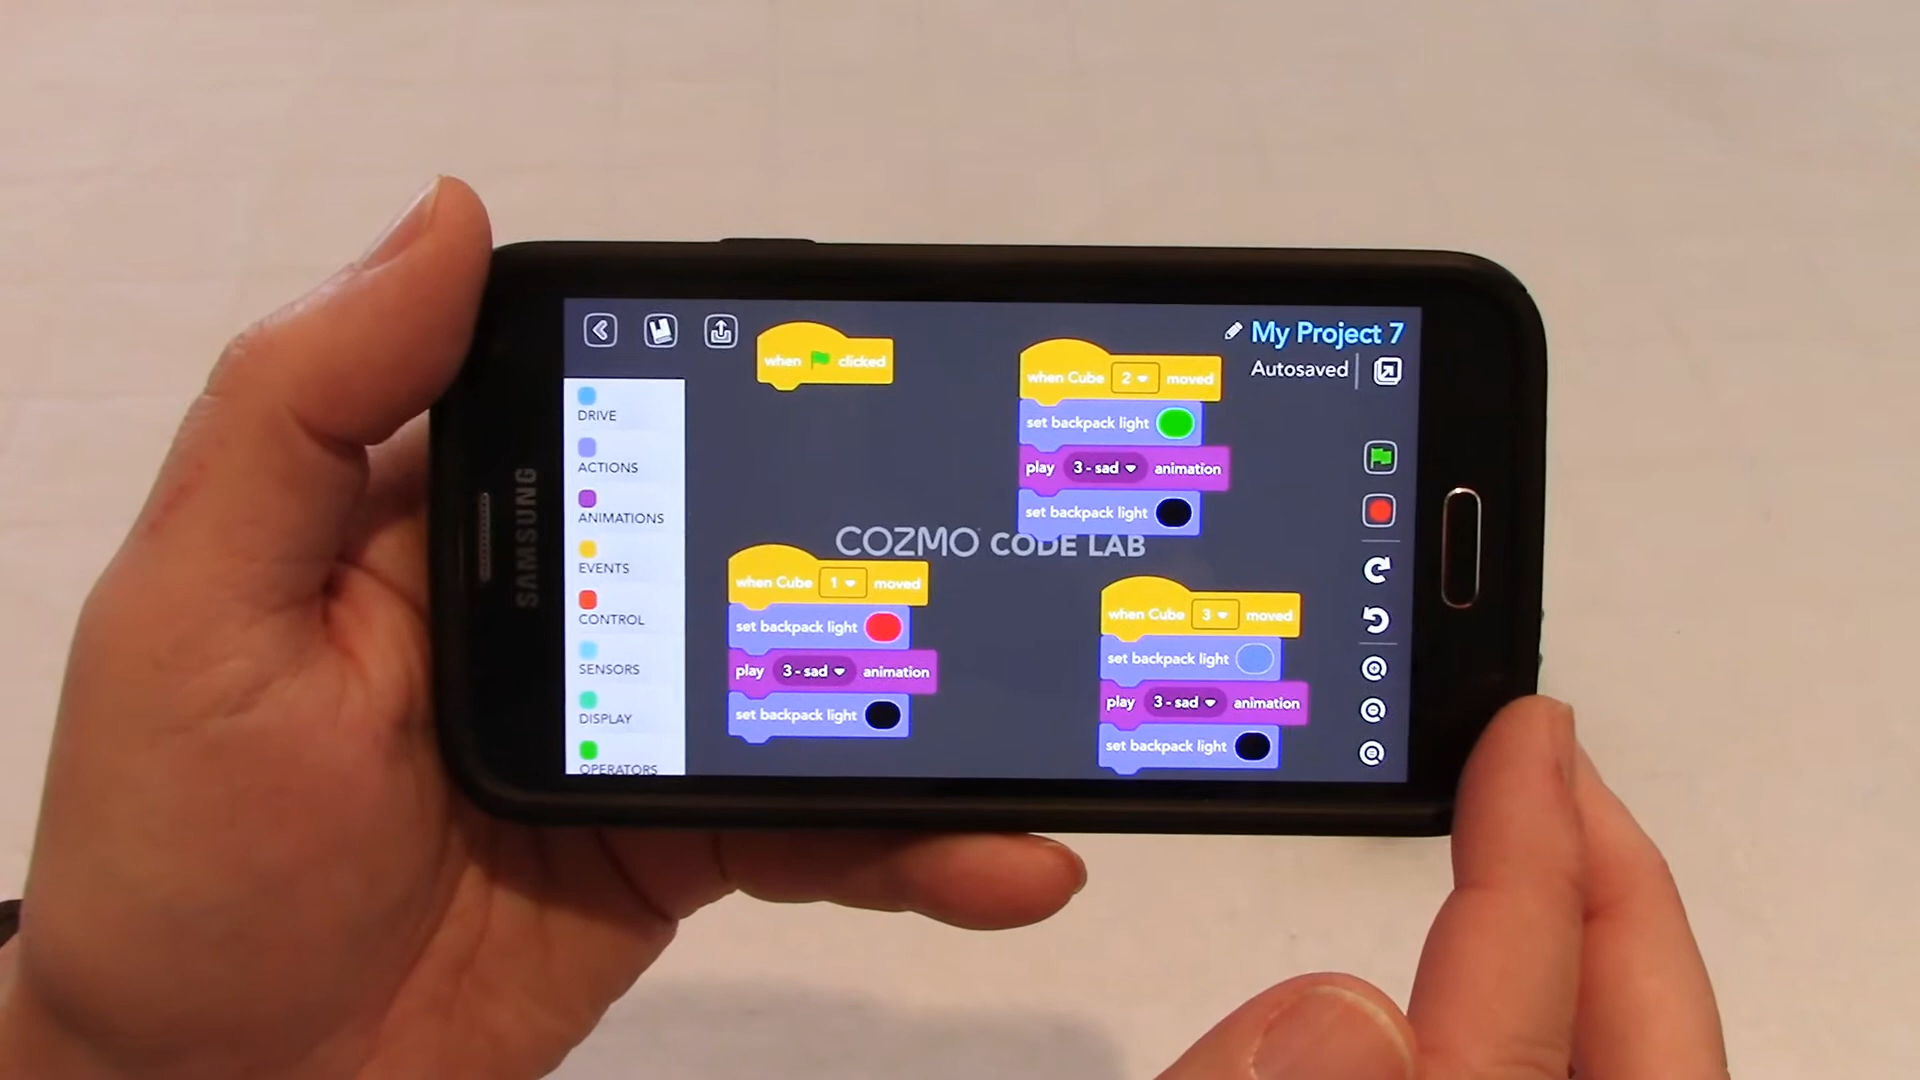 SAMSUNG
My Project 7
Autosaved
DRIVE
ACTIONS
ANIMATIONS
EVENTS
CONTROL
SENSORS
DISPLAY
OPERATORS
when clicked
when Cube 2 moved
set backpack light
play 3 - sad animation
set backpack light
COZMO CODE LAB
when Cube 1 moved
set backpack light
play 3 - sad animation
set backpack light
when Cube 3 moved
set backpack light
play 3 - sad animation
set backpack light